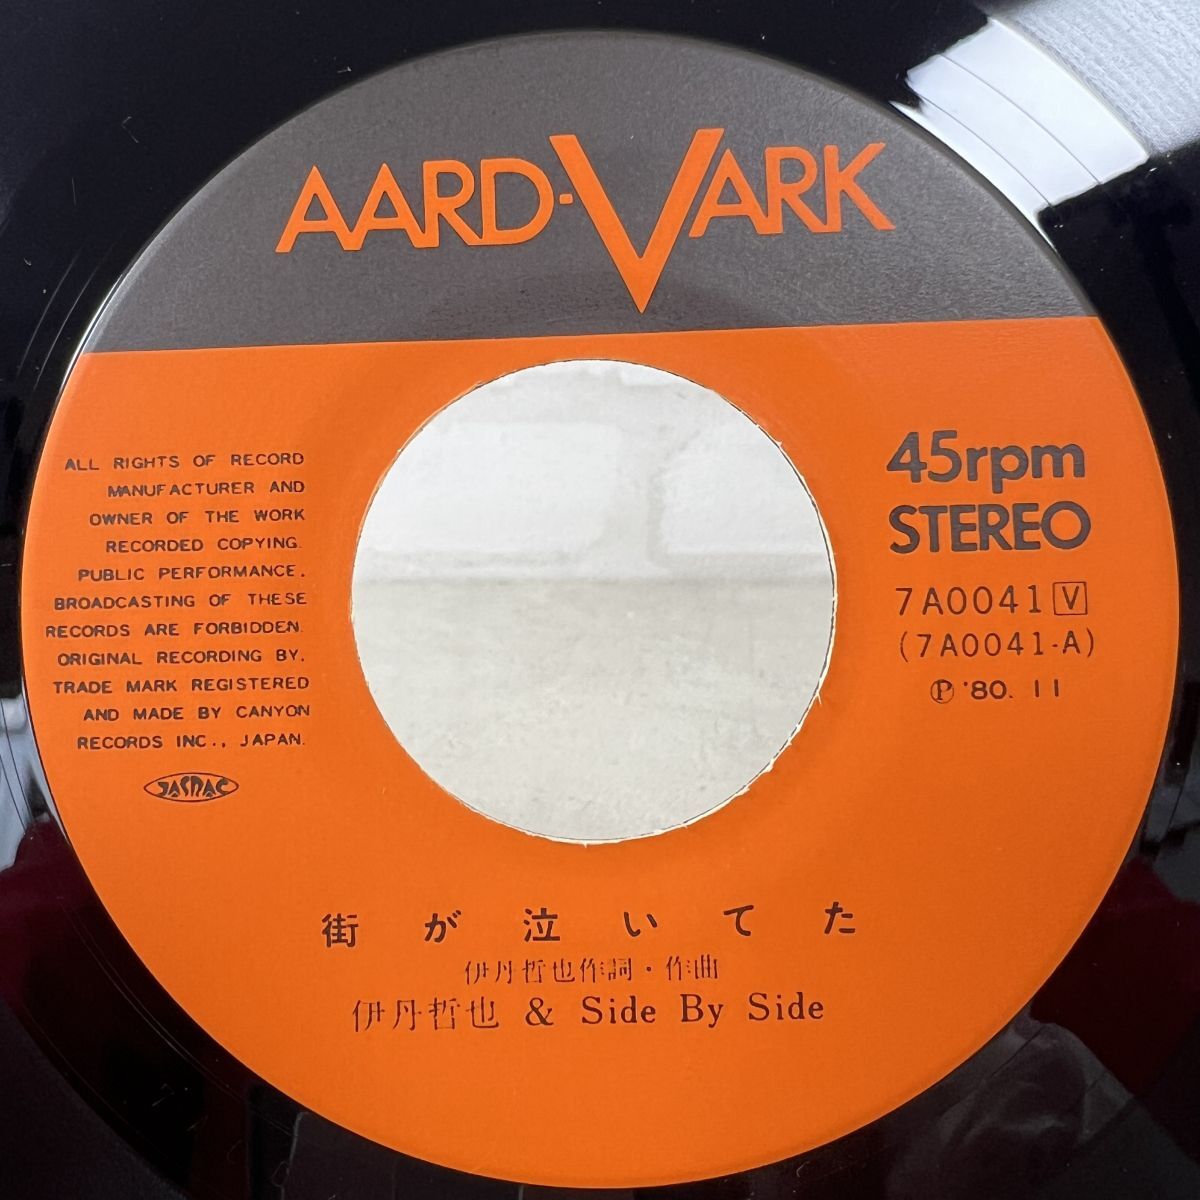 AARD-VARK
ALL RIGHTS OF RECORD
MANUFACTURER AND
OWNER OF THE WORK
RECORDED COPYING.
PUBLIC PERFORMANCE.
BROADCASTING OF THESE
RECORDS ARE FORBIDDEN.
ORIGINAL RECORDING BY.
TRADE MARK REGISTERED
AND MADE BY CANYON
RECORDS INC., JAPAN.
JASRAC
45rpm
STEREO
7A0041 V
(7A0041-A)
Ⓟ '80. 11
街が泣いてた
伊丹哲也作詞・作曲
伊丹哲也 & Side By Side